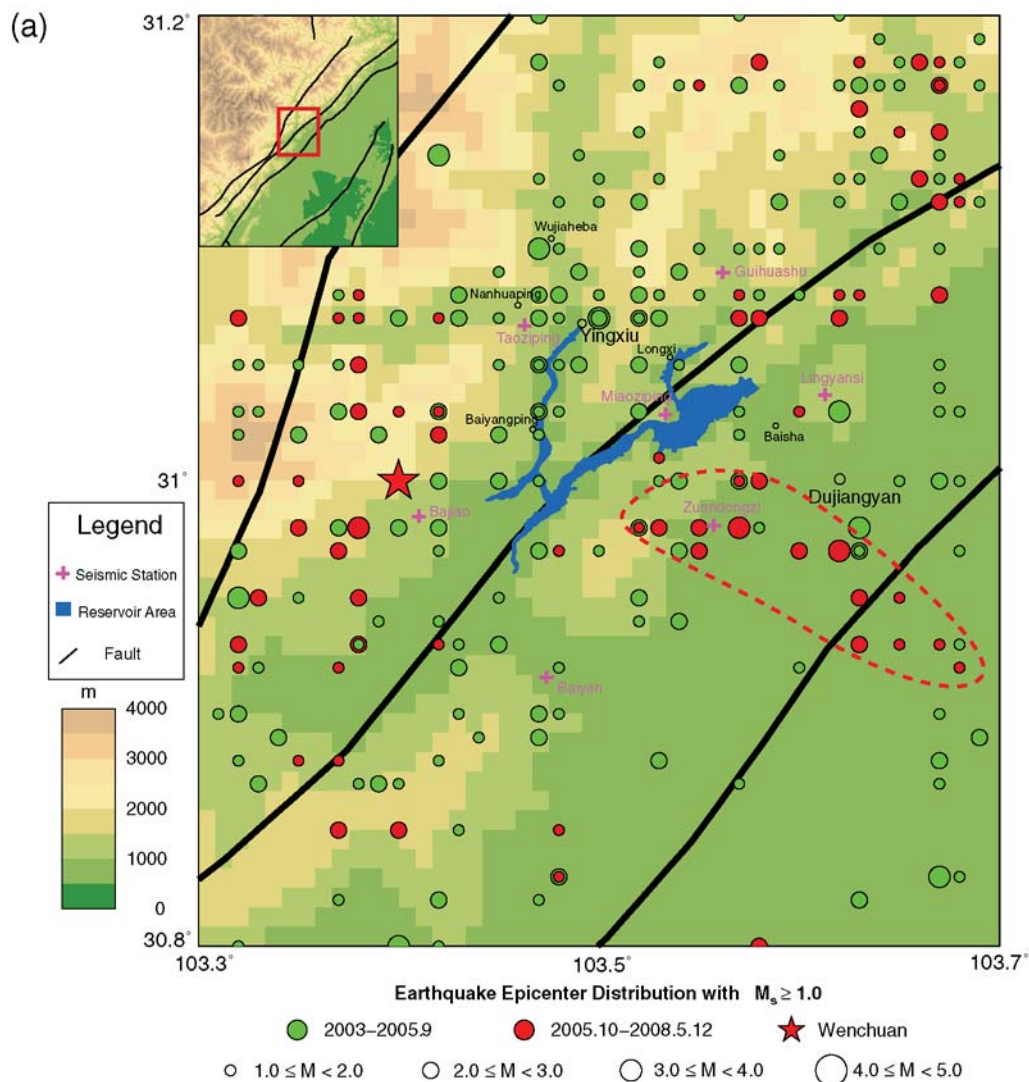 (a)
31.2°
Wujiaheba
Guihuashu
Nanhuaping
Taoziping
Yingxiu
Longxi
Lingyansi
Miaoziping
Baiyangping
Baisha
31°
Dujiangyan
Zuandongzi
Bajiao
Legend
Seismic Station
Reservoir Area
Fault
Baiyan
m
4000
3000
2000
1000
0
30.8°
103.3°
103.5°
103.7°
Earthquake Epicenter Distribution with Ms ≥ 1.0
2003–2005.9
2005.10–2008.5.12
Wenchuan
1.0 ≤ M < 2.0
2.0 ≤ M < 3.0
3.0 ≤ M < 4.0
4.0 ≤ M < 5.0